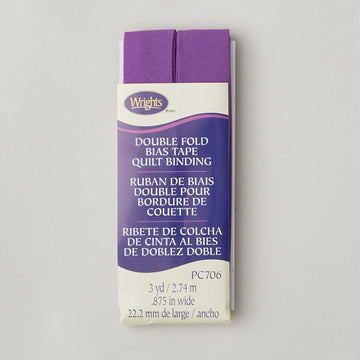 Wrights
DOUBLE FOLD
BIAS TAPE
QUILT BINDING
RUBAN DE BIAIS
DOUBLE POUR
BORDURE DE
COUETTE
RIBETE DE COLCHA
DE CINTA AL BIES
DE DOBLEZ DOBLE
PC706
3 yd / 2.74 m
.875 in wide
22.2 mm de large / ancho